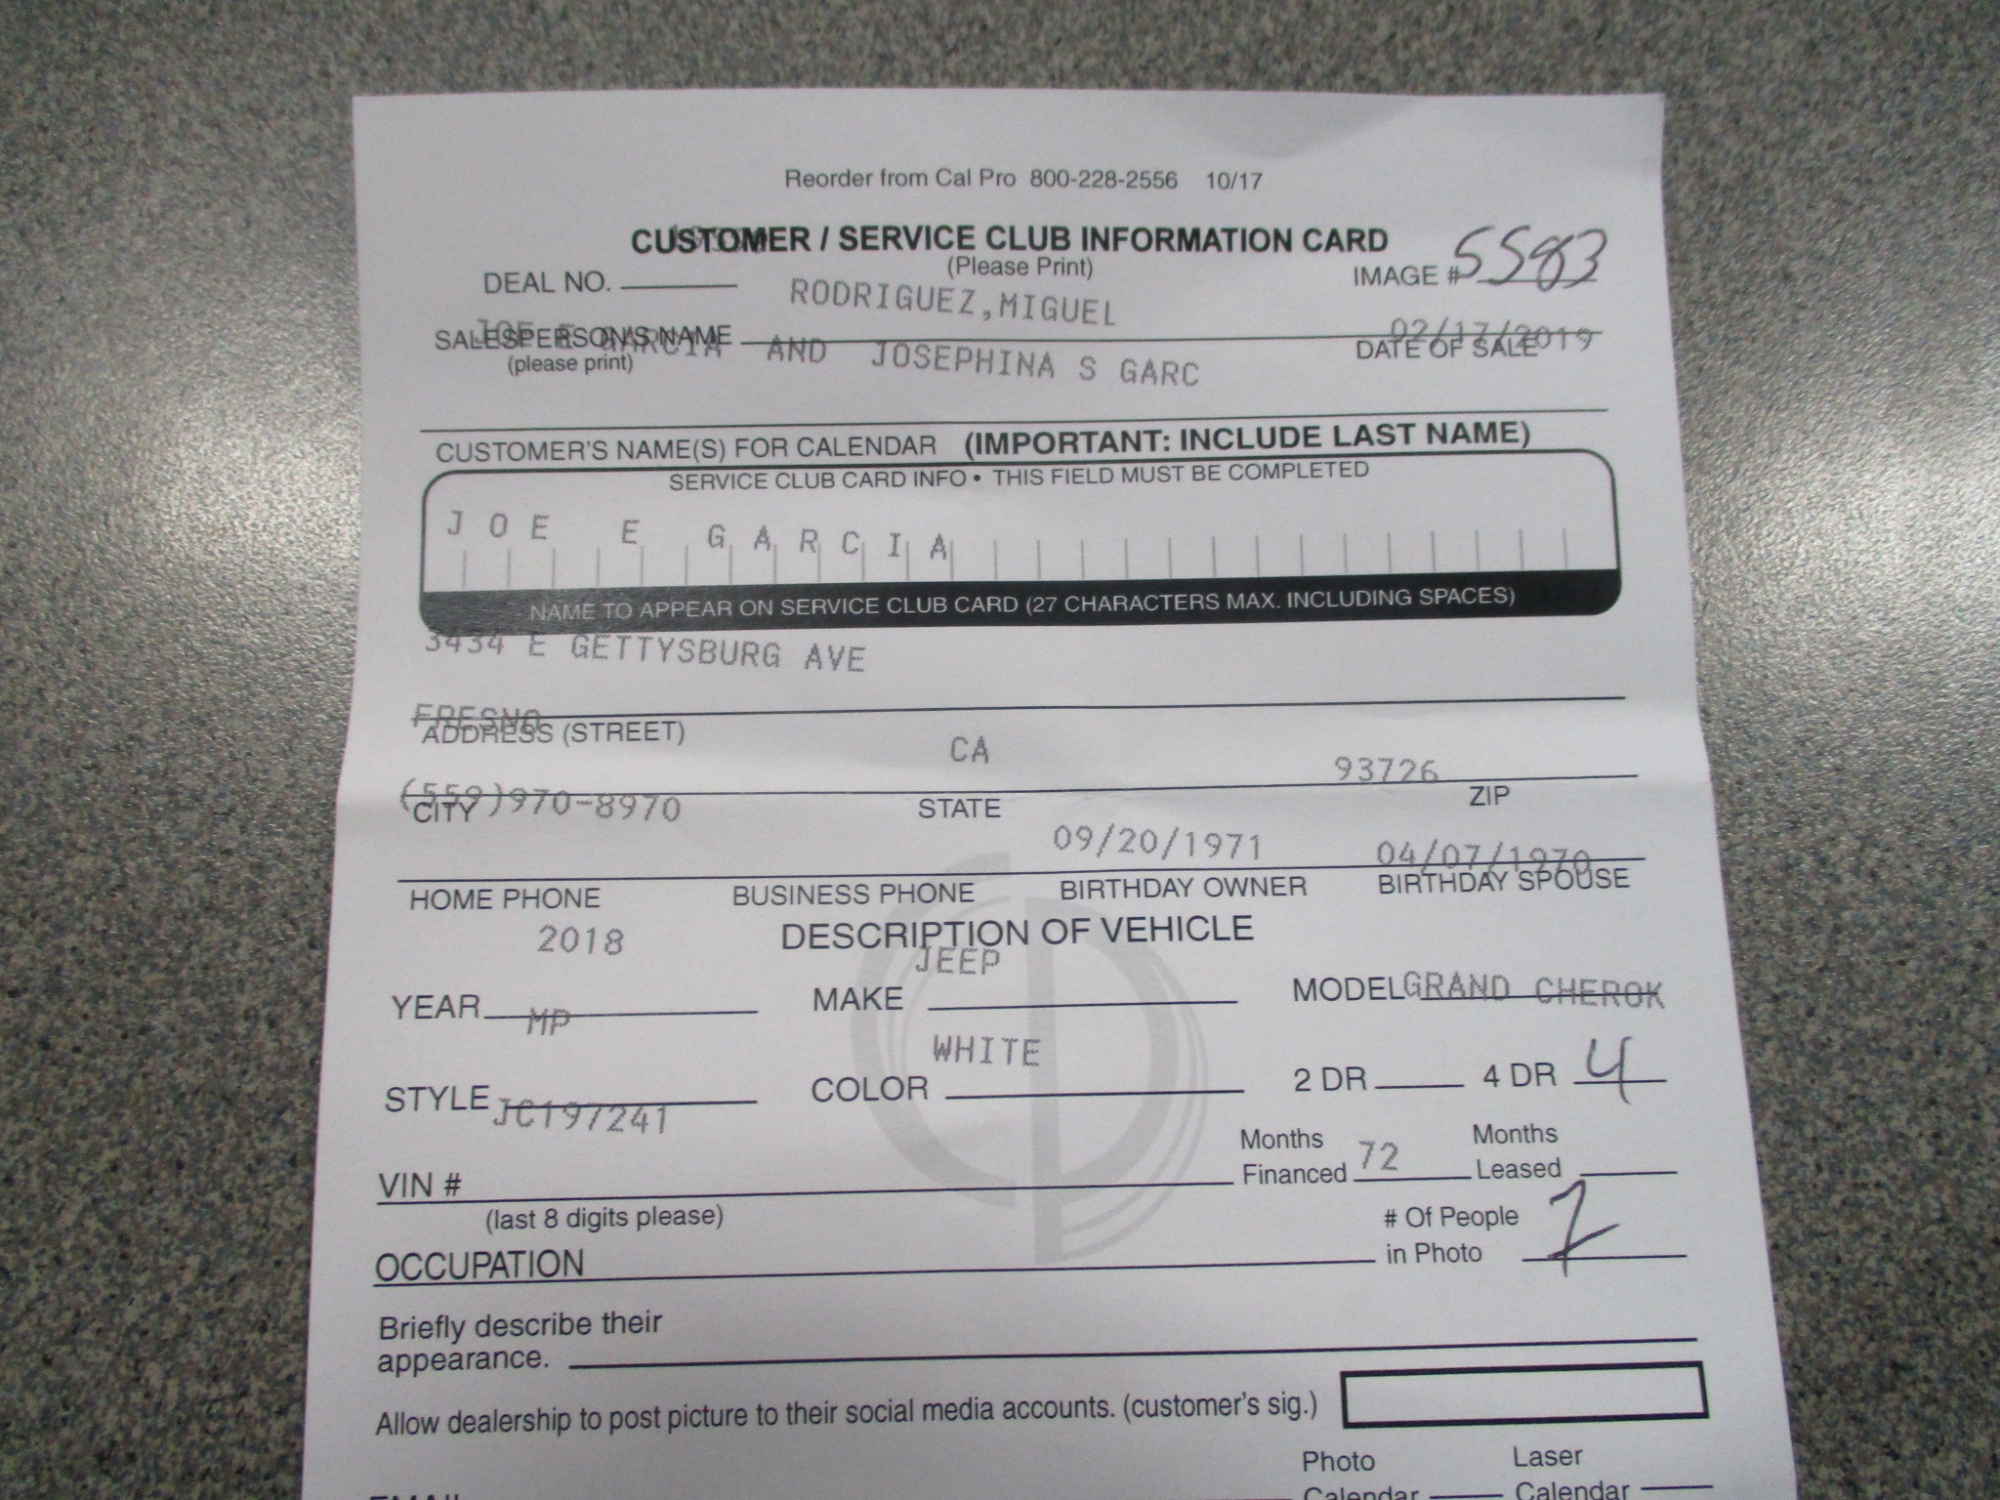 Reorder from Cal Pro 800-228-2556 10/17
CUSTOMER / SERVICE CLUB INFORMATION CARD
(Please Print)
DEAL NO. IMAGE # 5583
RODRIGUEZ,MIGUEL
SALESPERSON'S NAME 02/17/2019
(please print) DATE OF SALE
JOE E GARCIA AND JOSEPHINA S GARC
CUSTOMER'S NAME(S) FOR CALENDAR (IMPORTANT: INCLUDE LAST NAME)
SERVICE CLUB CARD INFO • THIS FIELD MUST BE COMPLETED
JOE E GARCIA
NAME TO APPEAR ON SERVICE CLUB CARD (27 CHARACTERS MAX. INCLUDING SPACES)
3434 E GETTYSBURG AVE
ADDRESS (STREET)
FRESNO CA 93726
CITY STATE ZIP
(559)970-8970 09/20/1971 04/07/1970
HOME PHONE BUSINESS PHONE BIRTHDAY OWNER BIRTHDAY SPOUSE
DESCRIPTION OF VEHICLE
2018 JEEP GRAND CHEROK
YEAR MAKE MODEL
MP WHITE
STYLE COLOR 2 DR 4 DR 4
JC197241
VIN # Months Financed 72 Months Leased
(last 8 digits please)
OCCUPATION # Of People in Photo 2
Briefly describe their
appearance.
Allow dealership to post picture to their social media accounts. (customer's sig.)
Photo Laser
Calendar Calendar
EMAIL